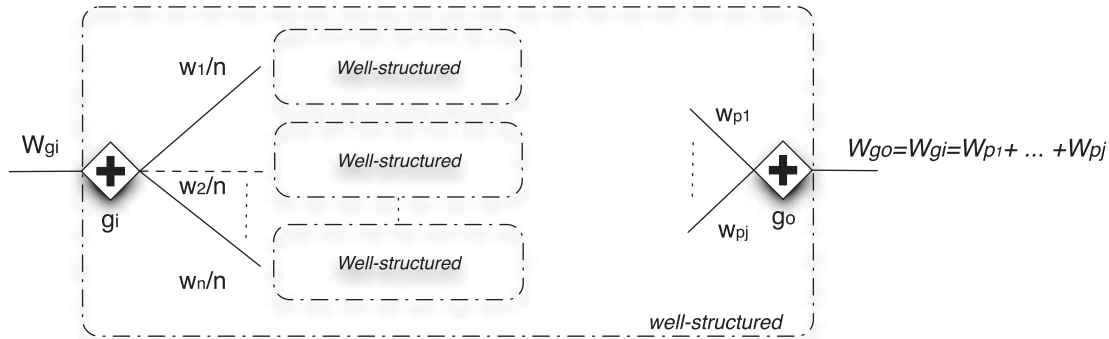 w1/n
Well-structured
wp1
Wgi
Wgo=Wgi=Wp1+ ... +Wpj
Well-structured
w2/n
gi
go
wpj
Well-structured
wn/n
well-structured